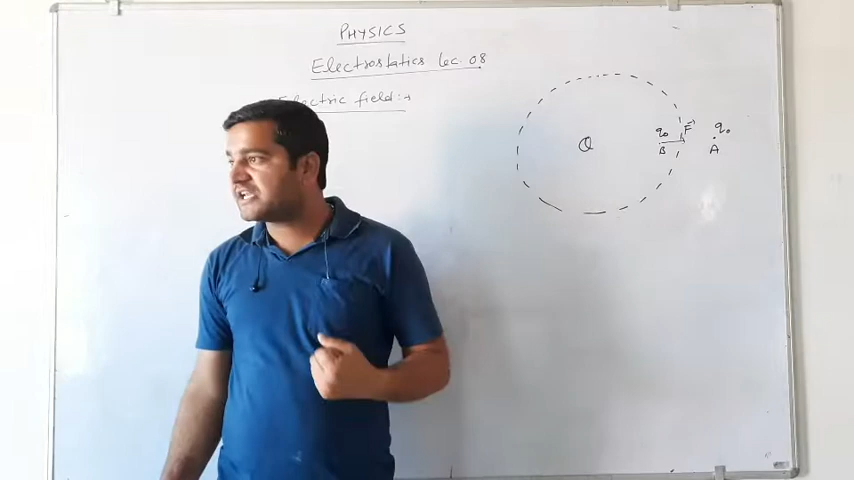 PHYSICS
Electrostatics Lec. 08
Electric field:→
Q
q₀ F→
B
q₀
A